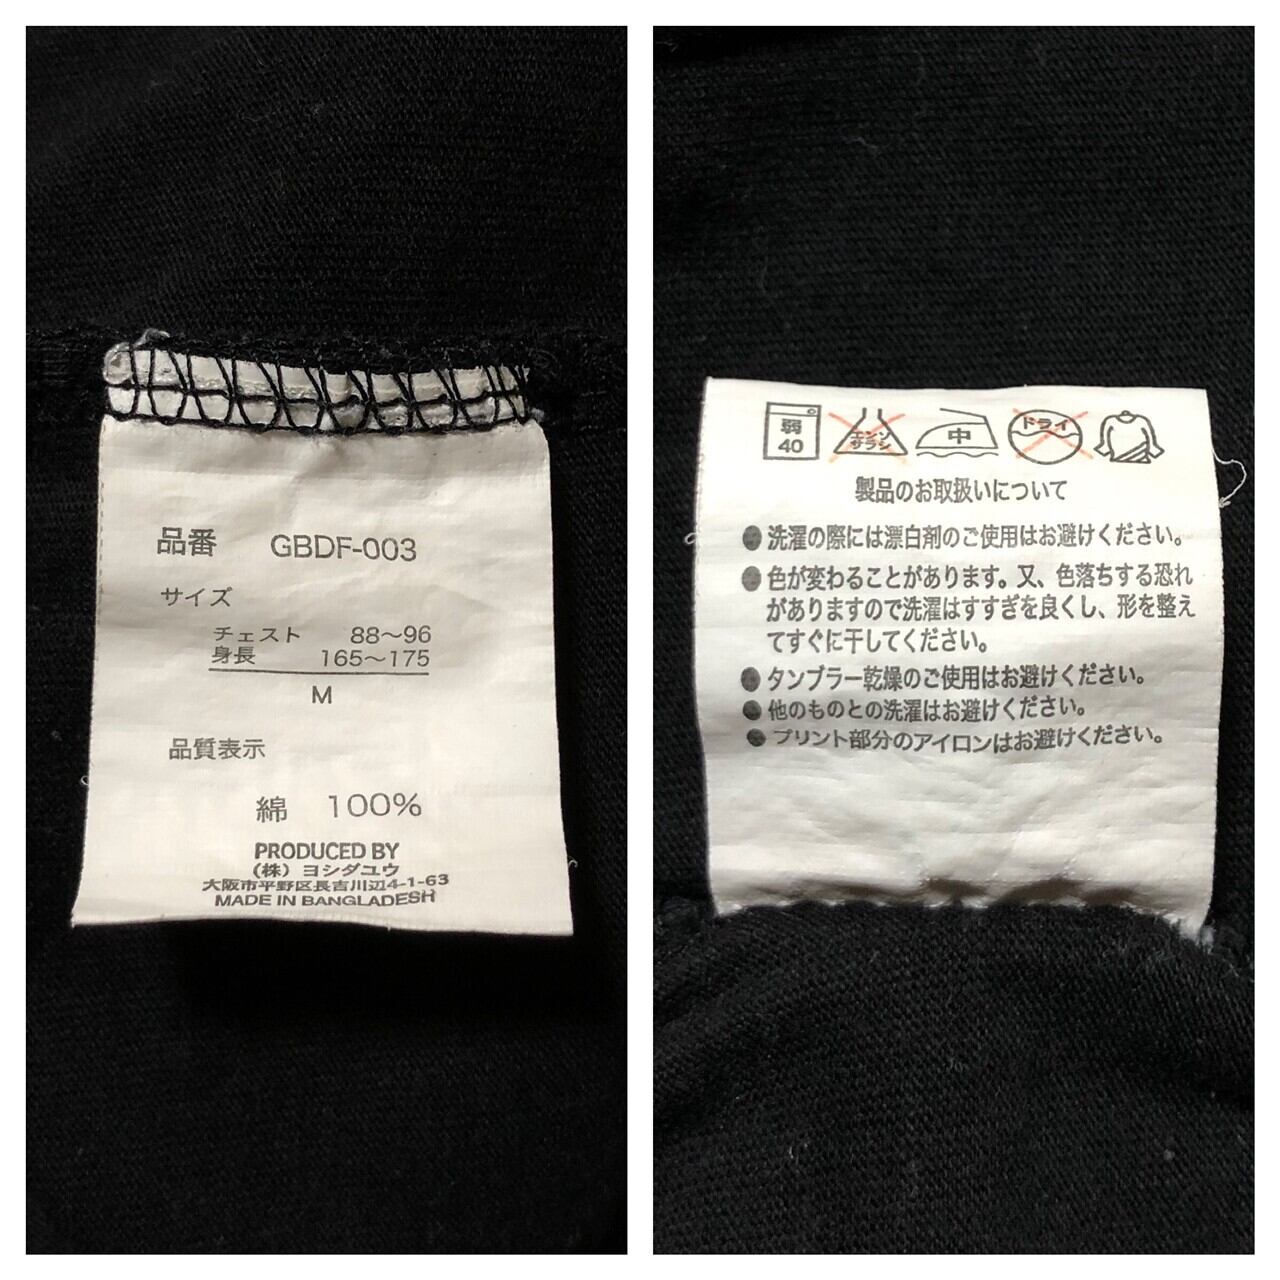 品番 GBDF-003
サイズ
チェスト 88～96
身長 165～175
M
品質表示
綿 100%
PRODUCED BY
(株) ヨシダユウ
大阪市平野区長吉川辺4-1-63
MADE IN BANGLADESH
弱
40
エンソ
サラシ
中
ドライ
製品のお取扱いについて
●洗濯の際には漂白剤のご使用はお避けください。
●色が変わることがあります。又、色落ちする恐れ
がありますので洗濯はすすぎを良くし、形を整え
てすぐに干してください。
●タンブラー乾燥のご使用はお避けください。
●他のものとの洗濯はお避けください。
●プリント部分のアイロンはお避けください。